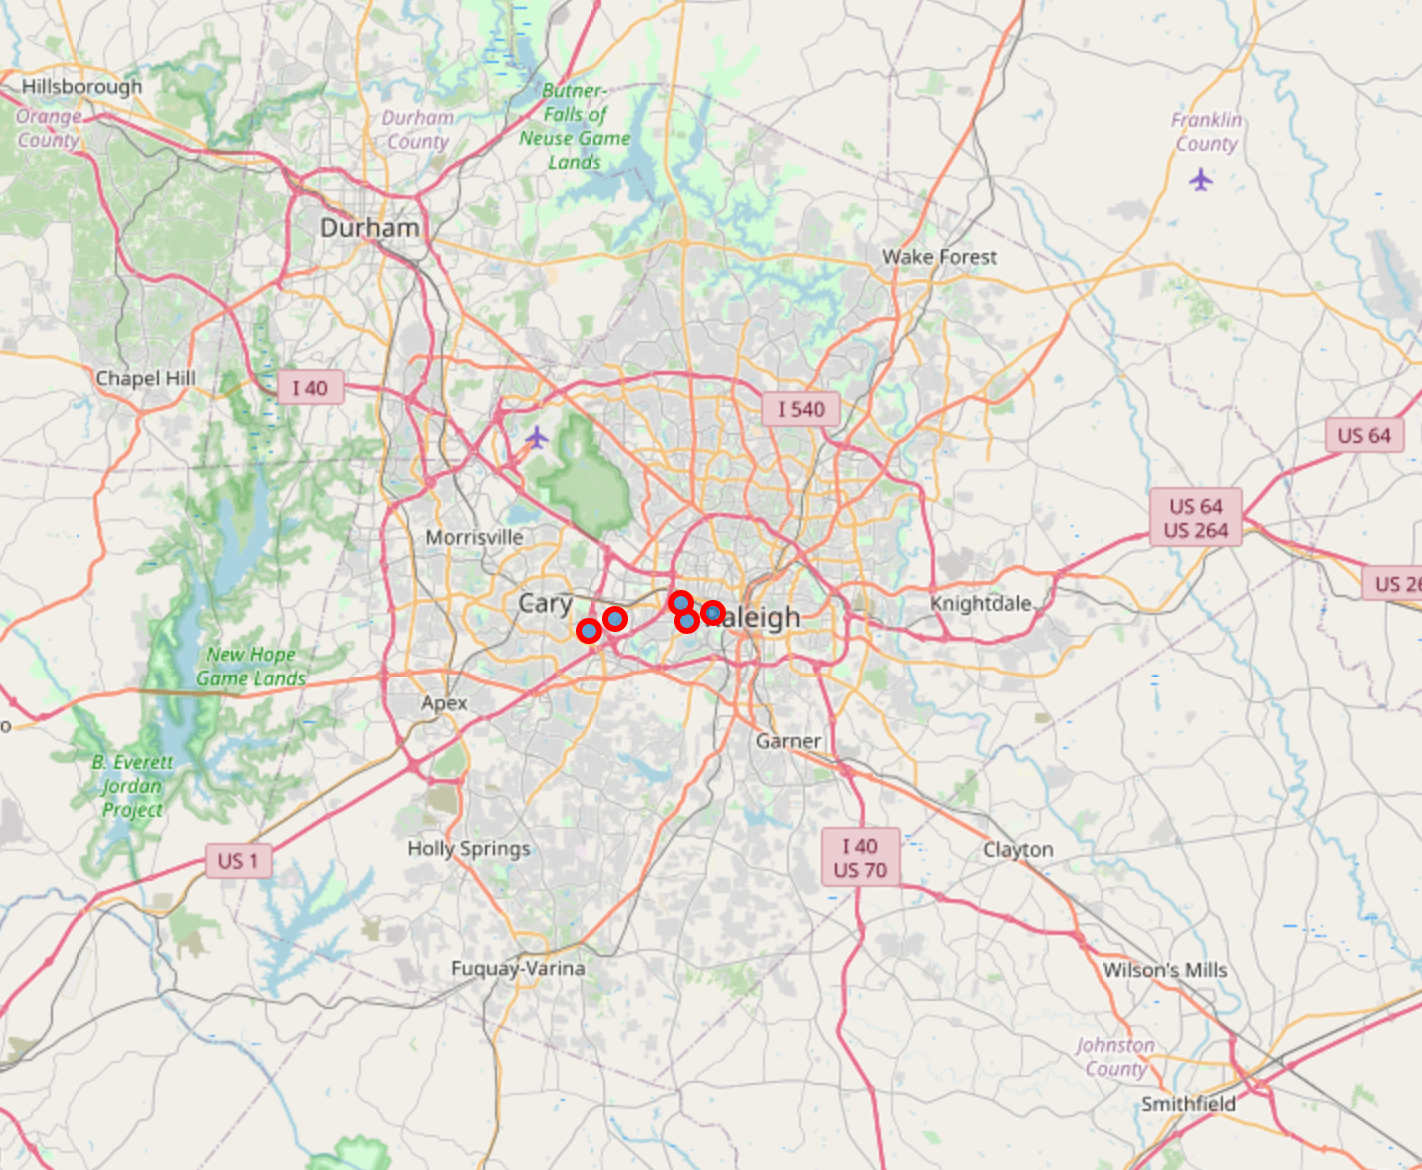 Hillsborough
Orange
County
Durham
County
Butner-
Falls of
Neuse Game
Lands
Franklin
County
Durham
Wake Forest
Chapel Hill
I 40
I 540
US 64
US 64
US 264
Morrisville
US 26
Cary
aleigh
Knightdale
New Hope
Game Lands
Apex
o
Garner
B. Everett
Jordan
Project
Holly Springs
US 1
I 40
US 70
Clayton
Fuquay-Varina
Wilson's Mills
Johnston
County
Smithfield